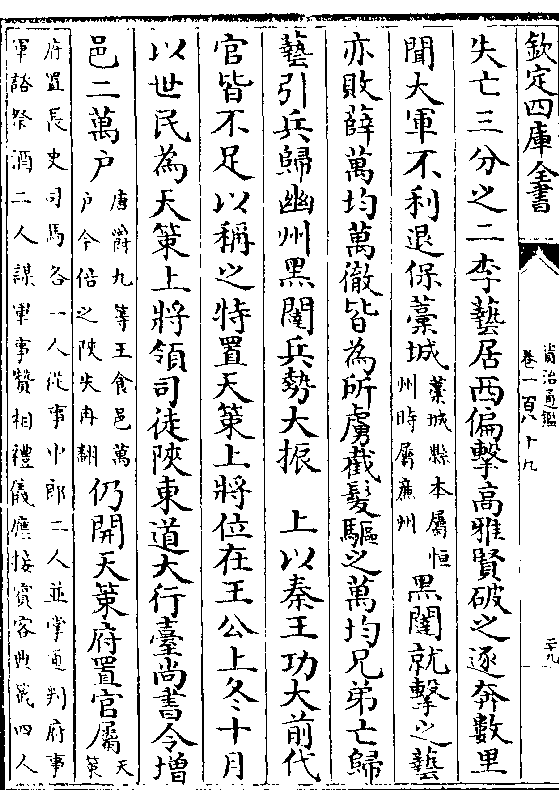 欽定四庫全書
資治通鑑
卷一百八十九
失亡三分之二李藝居西偏擊高雅賢破之逐奔數里
聞大軍不利退保藁城藁城縣本屬恒州時屬廉州黑闥就擊之藝
亦敗薛萬均萬徹皆為所虜截髮驅之萬均兄弟亡歸
藝引兵歸幽州黑闥兵勢大振 上以秦王功大前代
官皆不足以稱之特置天策上將位在王公上冬十月
以世民為天策上將領司徒陜東道大行臺尚書令增
邑二萬户唐爵九等王食邑萬户今倍之陜失冉翻仍開天策府置官屬天策
府置長史司馬各一人從事中郎二人並掌通判府事
軍諮祭酒二人謀軍事贊相禮儀應接賓客典籤四人